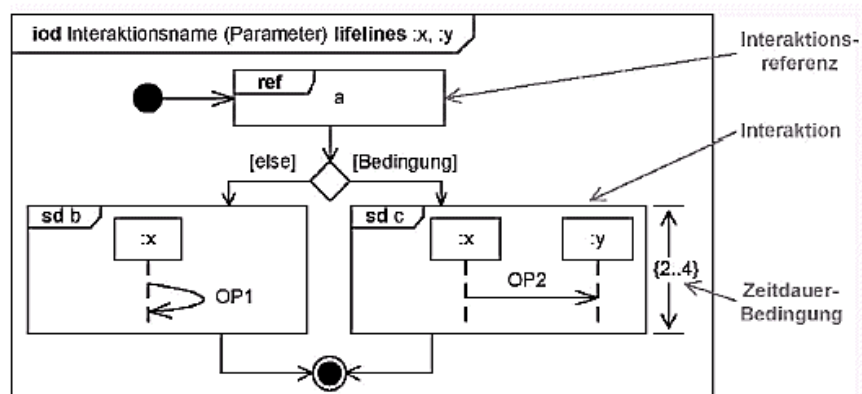 iod Interaktionsname (Parameter) lifelines :x, :y
Interaktions-
referenz
ref
a
Interaktion
[else]
[Bedingung]
sd b
:x
OP1
sd c
:x
:y
OP2
{2..4}
Zeitdauer-
Bedingung